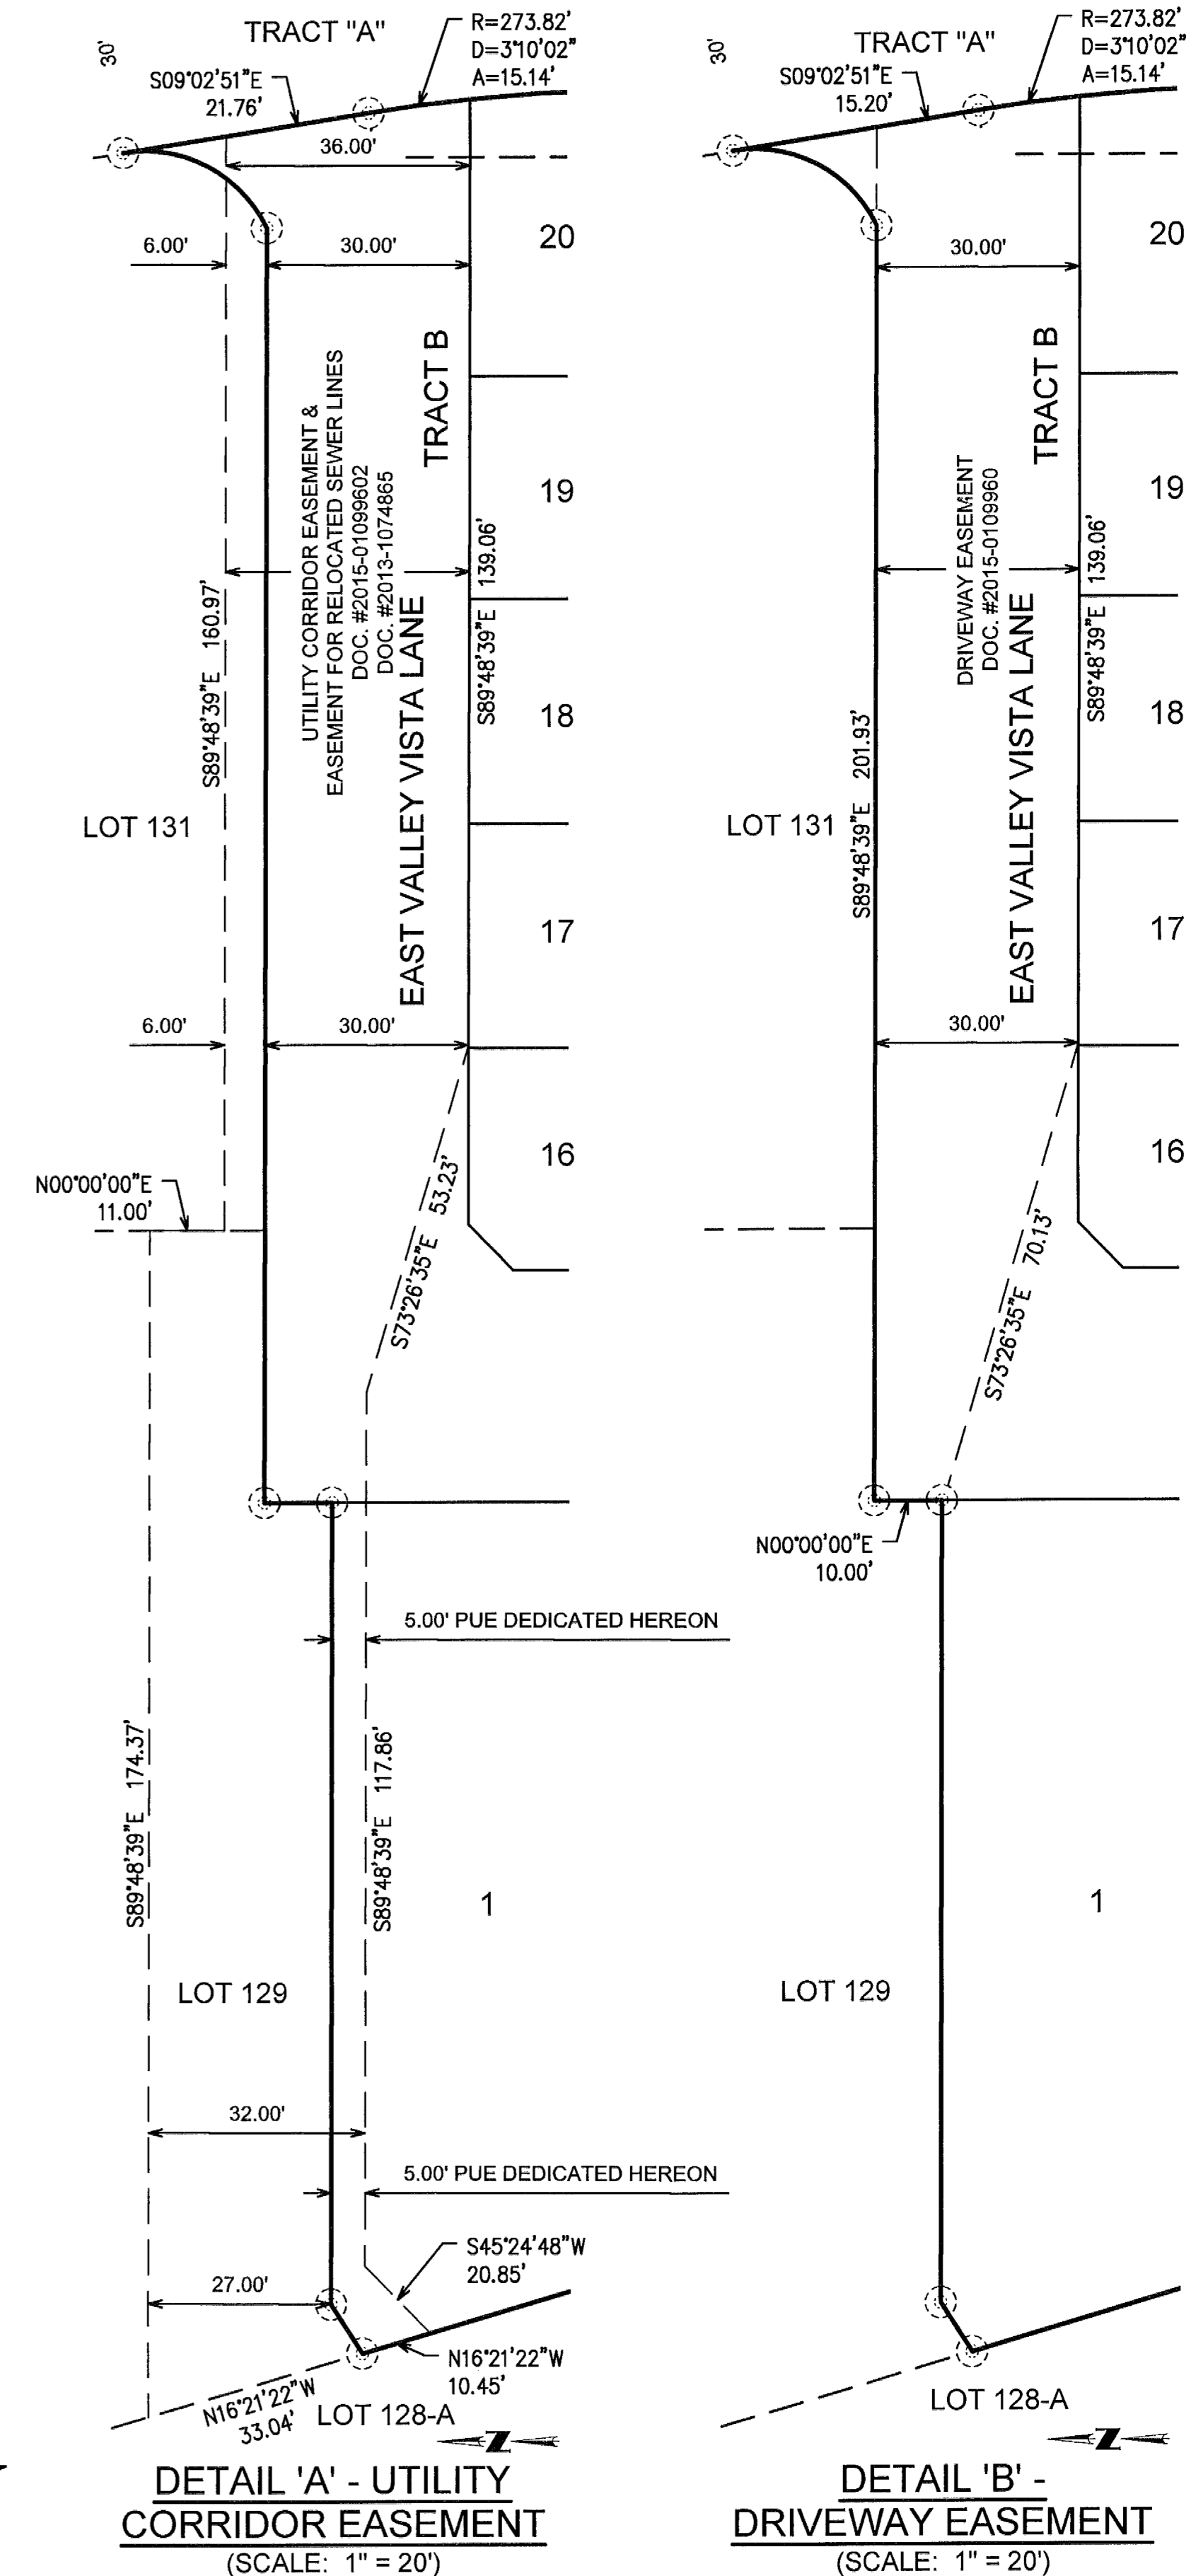 TRACT "A"
30'
R=273.82'
D=3°10'02"
A=15.14'
S09°02'51"E
21.76'
36.00'
6.00'
30.00'
20
UTILITY CORRIDOR EASEMENT &
EASEMENT FOR RELOCATED SEWER LINES
DOC. #2015-01099602
DOC. #2013-1074865
TRACT B
EAST VALLEY VISTA LANE
S89°48'39"E 139.06'
S89°48'39"E 160.97'
19
18
LOT 131
17
6.00'
30.00'
16
N00°00'00"E
11.00'
S73°26'35"E 53.23'
5.00' PUE DEDICATED HEREON
S89°48'39"E 174.37'
S89°48'39"E 117.86'
1
LOT 129
32.00'
5.00' PUE DEDICATED HEREON
S45°24'48"W
20.85'
27.00'
N16°21'22"W
10.45'
N16°21'22"W
33.04'
LOT 128-A
Z
DETAIL 'A' - UTILITY
CORRIDOR EASEMENT
(SCALE: 1" = 20')
TRACT "A"
30'
R=273.82'
D=3°10'02"
A=15.14'
S09°02'51"E
15.20'
30.00'
20
TRACT B
DRIVEWAY EASEMENT
DOC. #2015-0109960
EAST VALLEY VISTA LANE
S89°48'39"E 139.06'
S89°48'39"E 201.93'
19
18
LOT 131
17
30.00'
16
S73°26'35"E 70.13'
N00°00'00"E
10.00'
1
LOT 129
LOT 128-A
Z
DETAIL 'B' -
DRIVEWAY EASEMENT
(SCALE: 1" = 20')